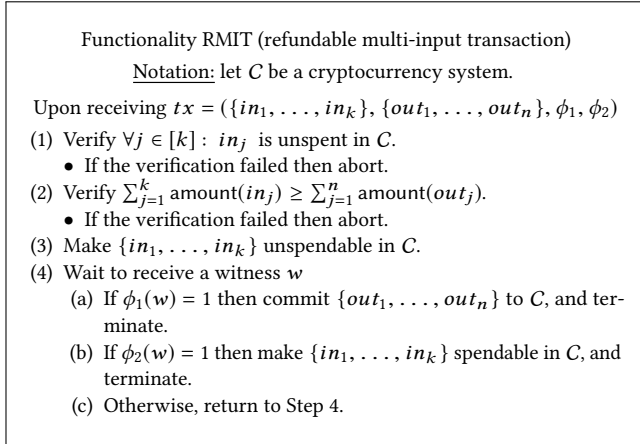 Functionality RMIT (refundable multi-input transaction)
Notation: let C be a cryptocurrency system.
Upon receiving tx = ({in₁, . . . , inₖ}, {out₁, . . . , outₙ}, ϕ₁, ϕ₂)
(1) Verify ∀j ∈ [k] : inⱼ is unspent in C.
• If the verification failed then abort.
(2) Verify ∑ᵏⱼ₌₁ amount(inⱼ) ≥ ∑ⁿⱼ₌₁ amount(outⱼ).
• If the verification failed then abort.
(3) Make {in₁, . . . , inₖ} unspendable in C.
(4) Wait to receive a witness w
(a) If ϕ₁(w) = 1 then commit {out₁, . . . , outₙ} to C, and ter-
minate.
(b) If ϕ₂(w) = 1 then make {in₁, . . . , inₖ} spendable in C, and
terminate.
(c) Otherwise, return to Step 4.